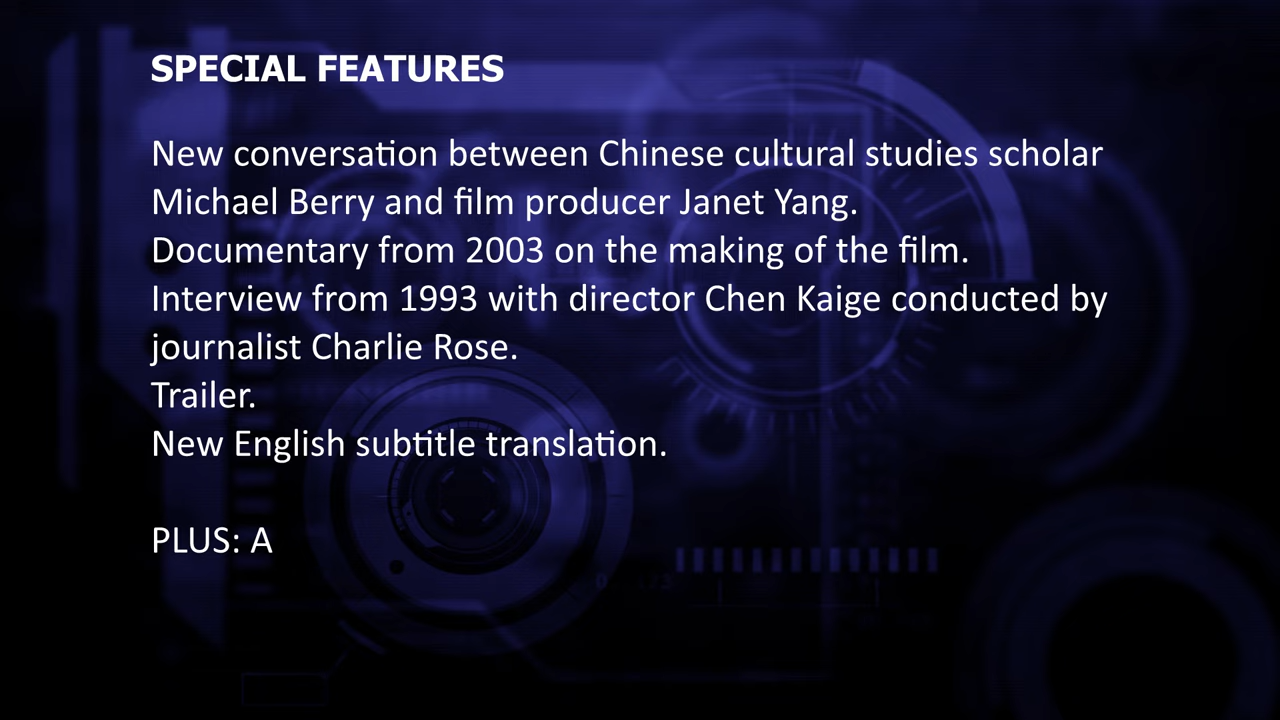 SPECIAL FEATURES
New conversation between Chinese cultural studies scholar
Michael Berry and film producer Janet Yang.
Documentary from 2003 on the making of the film.
Interview from 1993 with director Chen Kaige conducted by
journalist Charlie Rose.
Trailer.
New English subtitle translation.
PLUS: A